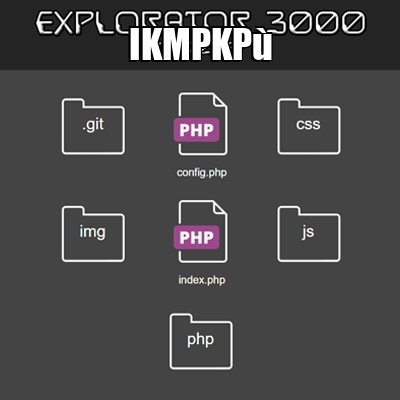 EXPLORATOR 3000
IKMPKPù
.git
PHP
css
config.php
img
PHP
js
index.php
php